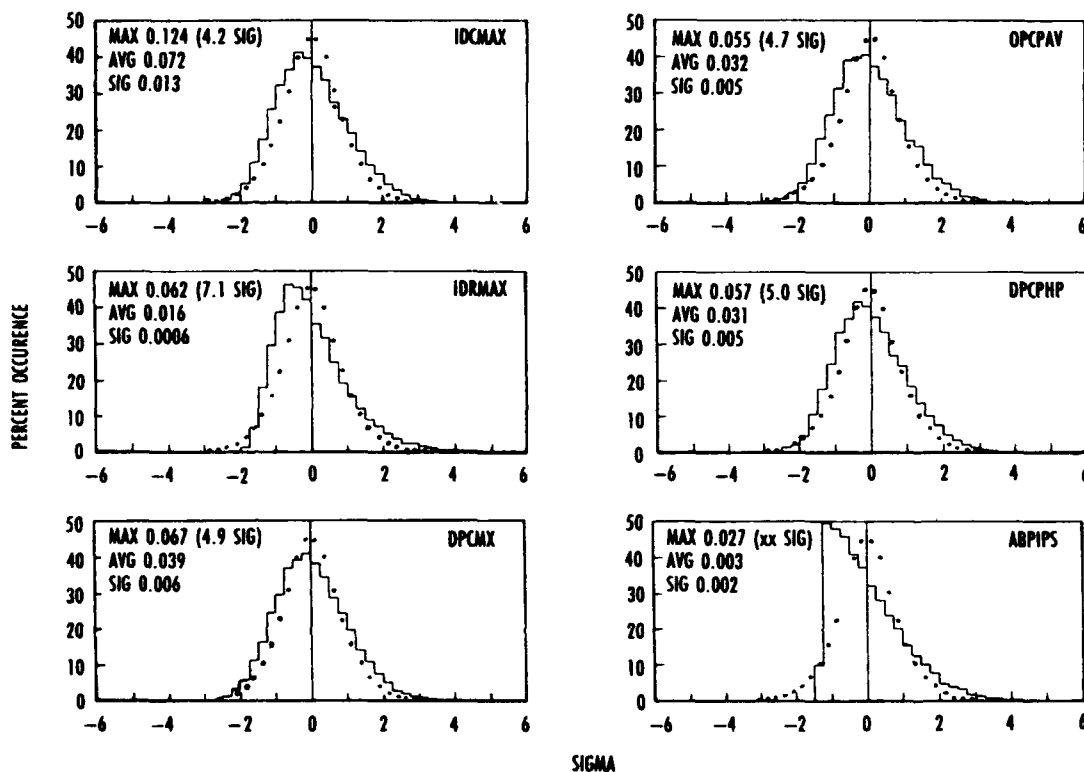 MAX 0.124 (4.2 SIG)
AVG 0.072
SIG 0.013
IDCMAX
50
40
30
20
10
0
-6 -4 -2 0 2 4 6
MAX 0.055 (4.7 SIG)
AVG 0.032
SIG 0.005
OPCPAV
50
40
30
20
10
0
-6 -4 -2 0 2 4 6
PERCENT OCCURENCE
MAX 0.062 (7.1 SIG)
AVG 0.016
SIG 0.0006
IDRMAX
50
40
30
20
10
0
-6 -4 -2 0 2 4 6
MAX 0.057 (5.0 SIG)
AVG 0.031
SIG 0.005
DPCPHP
50
40
30
20
10
0
-6 -4 -2 0 2 4 6
MAX 0.067 (4.9 SIG)
AVG 0.039
SIG 0.006
DPCMX
50
40
30
20
10
0
-6 -4 -2 0 2 4 6
MAX 0.027 (xx SIG)
AVG 0.003
SIG 0.002
ABPIPS
50
40
30
20
10
0
-6 -4 -2 0 2 4 6
SIGMA